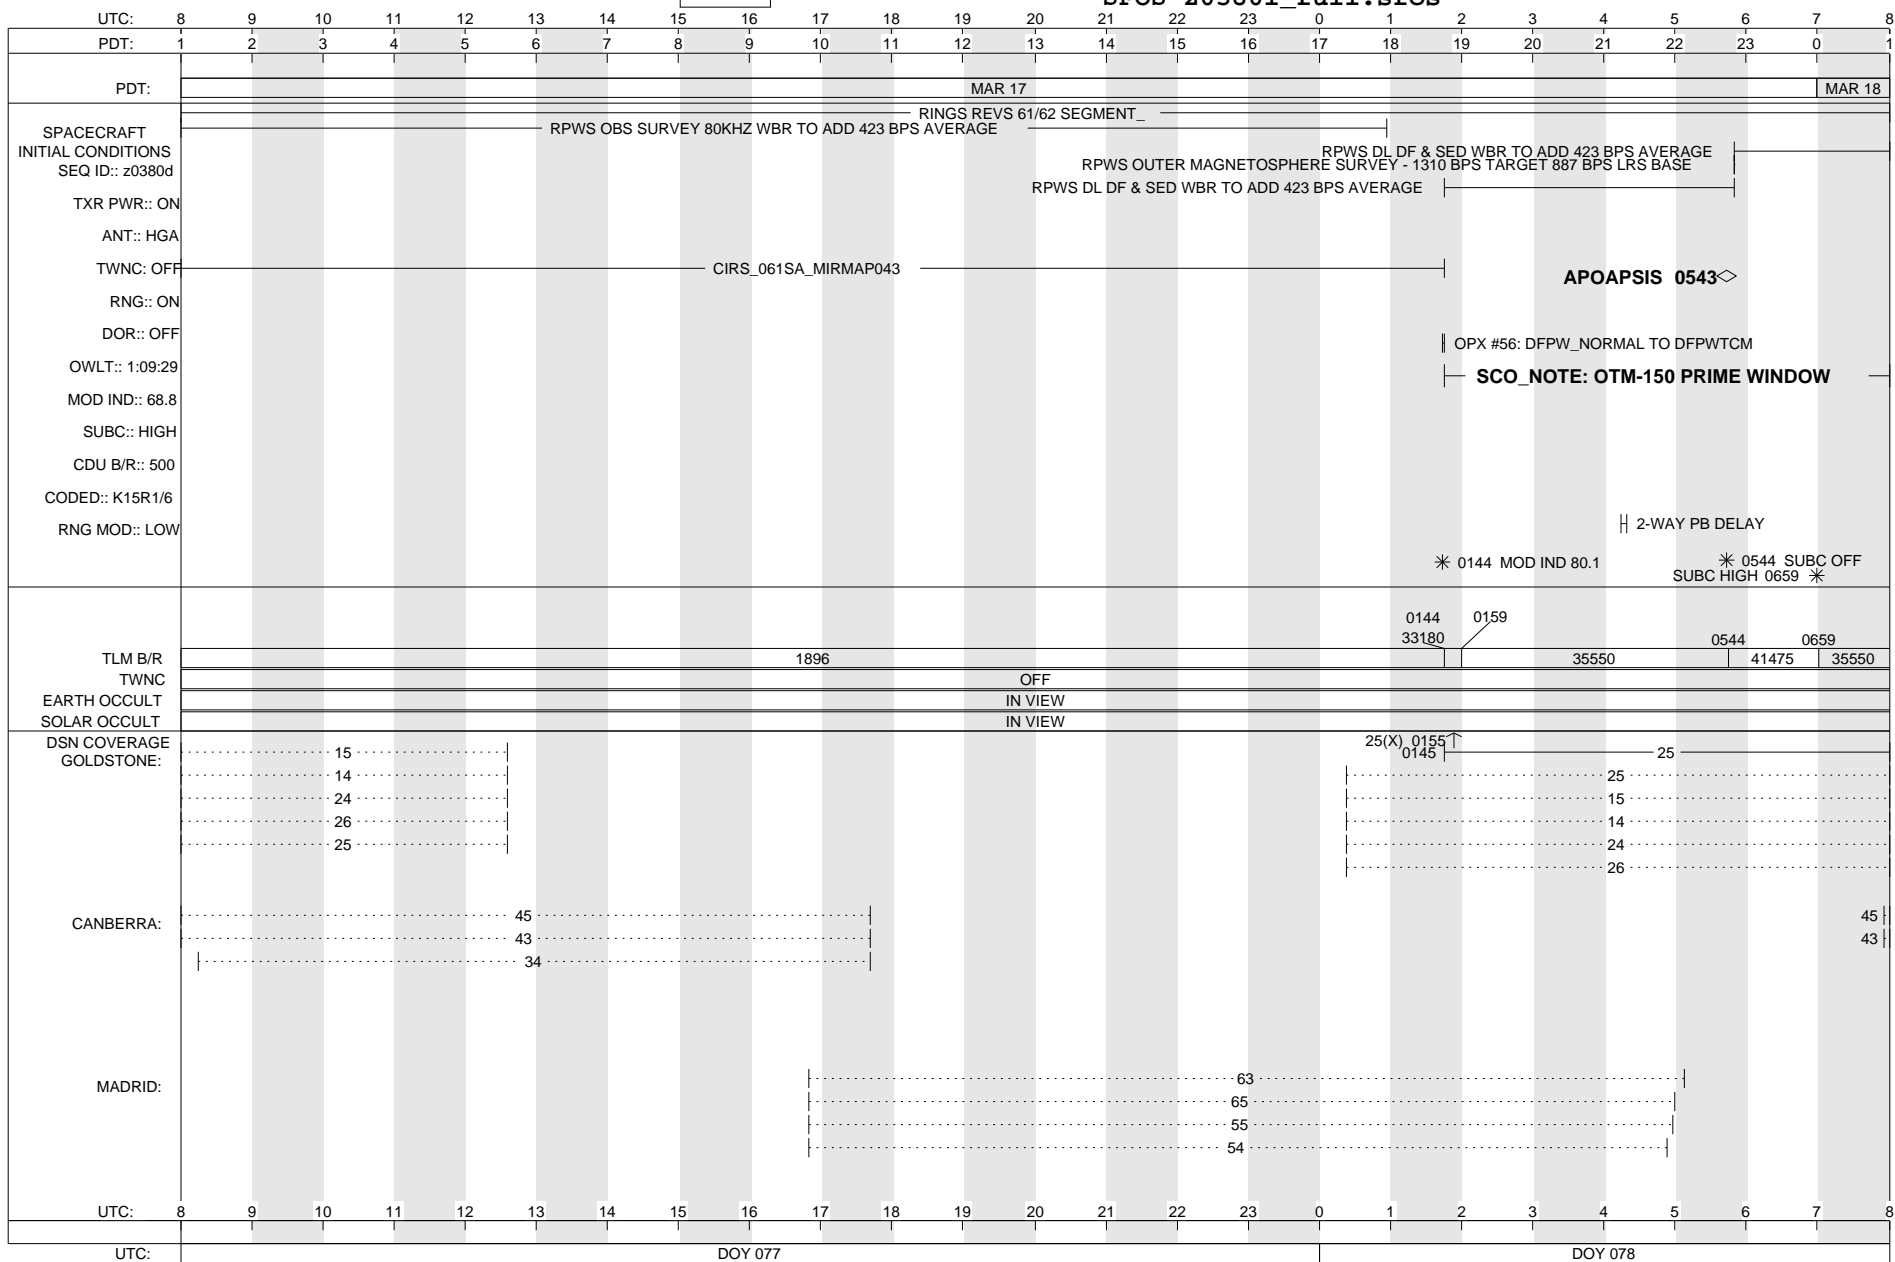 UTC: 8 9 10 11 12 13 14 15 16 17 18 19 20 21 22 23 0 1 2 3 4 5 6 7 8
PDT: 1 2 3 4 5 6 7 8 9 10 11 12 13 14 15 16 17 18 19 20 21 22 23 0 1
PDT: MAR 17 MAR 18
RINGS REVS 61/62 SEGMENT_
RPWS OBS SURVEY 80KHZ WBR TO ADD 423 BPS AVERAGE
SPACECRAFT
INITIAL CONDITIONS
RPWS DL DF & SED WBR TO ADD 423 BPS AVERAGE
RPWS OUTER MAGNETOSPHERE SURVEY - 1310 BPS TARGET 887 BPS LRS BASE
SEQ ID:: z0380d
RPWS DL DF & SED WBR TO ADD 423 BPS AVERAGE
TXR PWR:: ON
ANT:: HGA
TWNC: OFF CIRS_061SA_MIRMAP043
APOAPSIS 0543
RNG:: ON
DOR:: OFF
OPX #56: DFPW_NORMAL TO DFPWTCM
OWLT:: 1:09:29
SCO_NOTE: OTM-150 PRIME WINDOW
MOD IND:: 68.8
SUBC:: HIGH
CDU B/R:: 500
CODED:: K15R1/6
RNG MOD:: LOW
2-WAY PB DELAY
0144 MOD IND 80.1
0544 SUBC OFF
SUBC HIGH 0659
0144 0159
33180 0544 0659
TLM B/R 1896 35550 41475 35550
TWNC OFF
EARTH OCCULT IN VIEW
SOLAR OCCULT IN VIEW
DSN COVERAGE
25(X) 0155
GOLDSTONE: 15 0145 25
14 25
24 15
26 14
25 24
26
CANBERRA: 45 45
43 43
34
MADRID: 63
65
55
54
UTC: 8 9 10 11 12 13 14 15 16 17 18 19 20 21 22 23 0 1 2 3 4 5 6 7 8
UTC: DOY 077 DOY 078